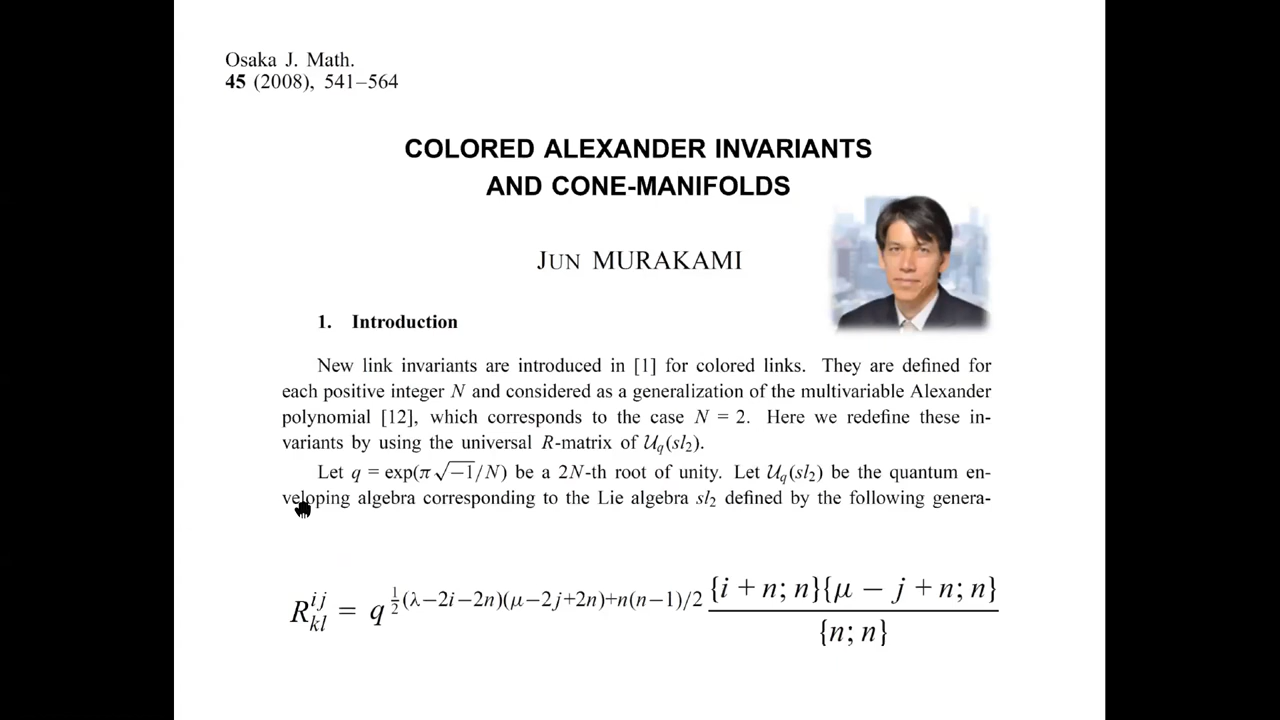 Osaka J. Math.
45 (2008), 541–564
COLORED ALEXANDER INVARIANTS
AND CONE-MANIFOLDS
JUN MURAKAMI
1. Introduction
New link invariants are introduced in [1] for colored links. They are defined for
each positive integer N and considered as a generalization of the multivariable Alexander
polynomial [12], which corresponds to the case N = 2. Here we redefine these in-
variants by using the universal R-matrix of 𝒰_q(sl_2).
Let q = exp(π√−1/N) be a 2N-th root of unity. Let 𝒰_q(sl_2) be the quantum en-
veloping algebra corresponding to the Lie algebra sl_2 defined by the following genera-
R^{ij}_{kl} = q^{\frac{1}{2}(λ−2i−2n)(μ−2j+2n)+n(n−1)/2} \frac{\{i + n; n\}\{μ − j + n; n\}}{\{n; n\}}